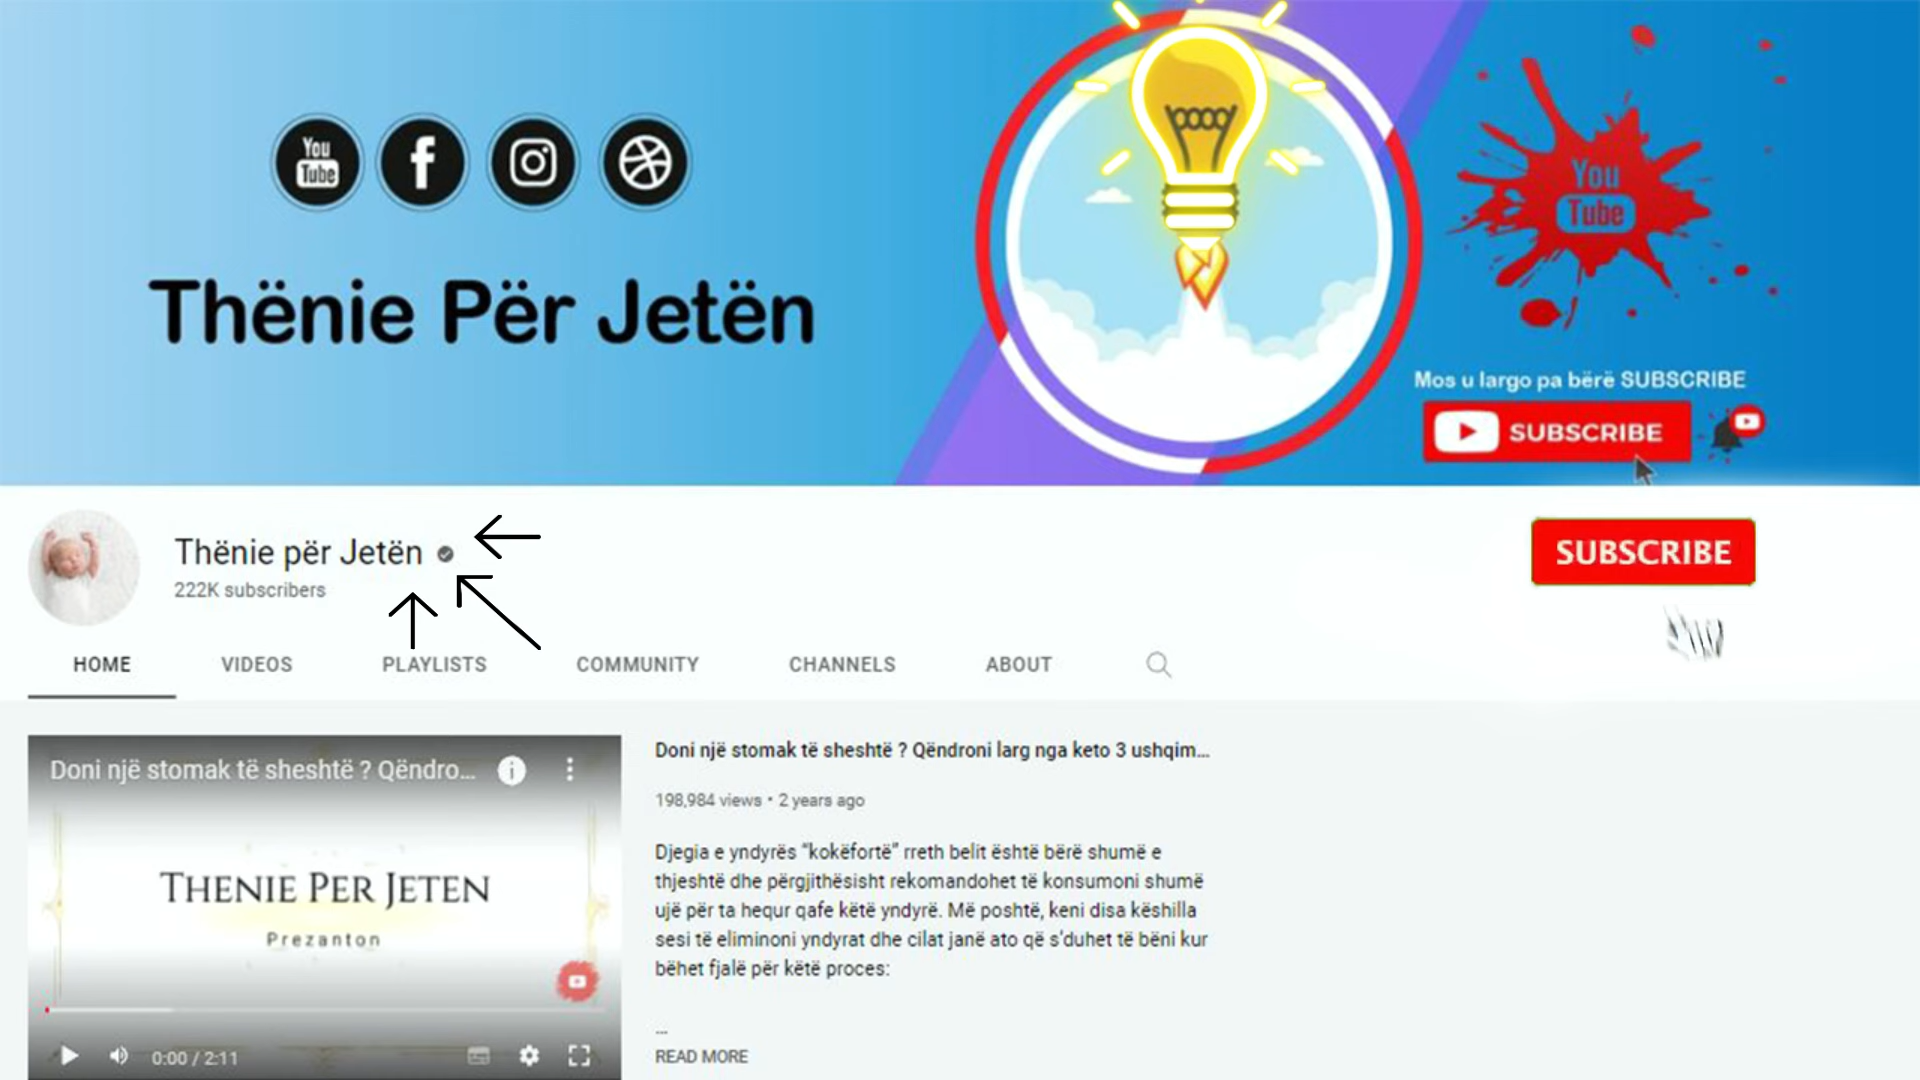 You
Tube
Thënie Për Jetën
You
Tube
Mos u largo pa bërë SUBSCRIBE
SUBSCRIBE
Thënie për Jetën
222K subscribers
SUBSCRIBE
HOME VIDEOS PLAYLISTS COMMUNITY CHANNELS ABOUT
Doni një stomak të sheshtë ? Qëndro...
THENIE PER JETEN
Prezanton
0:00 / 2:11
Doni një stomak të sheshtë ? Qëndroni larg nga keto 3 ushqim...
198,984 views • 2 years ago
Djegia e yndyrës “kokëfortë” rreth belit është bërë shumë e
thjeshtë dhe përgjithësisht rekomandohet të konsumoni shumë
ujë për ta hequr qafe këtë yndyrë. Më poshtë, keni disa këshilla
sesi të eliminoni yndyrat dhe cilat janë ato që s'duhet të bëni kur
bëhet fjalë për këtë proces:
...
READ MORE